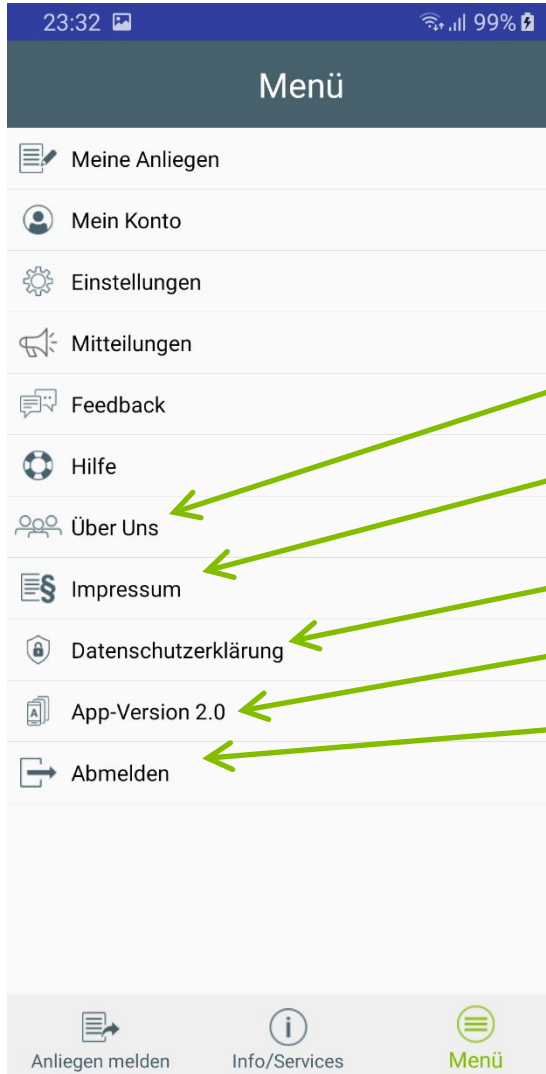 23:32 99%
Menü
Meine Anliegen
Mein Konto
Einstellungen
Mitteilungen
Feedback
Hilfe
Über Uns
§ Impressum
Datenschutzerklärung
A App-Version 2.0
Abmelden
i
Anliegen melden Info/Services Menü